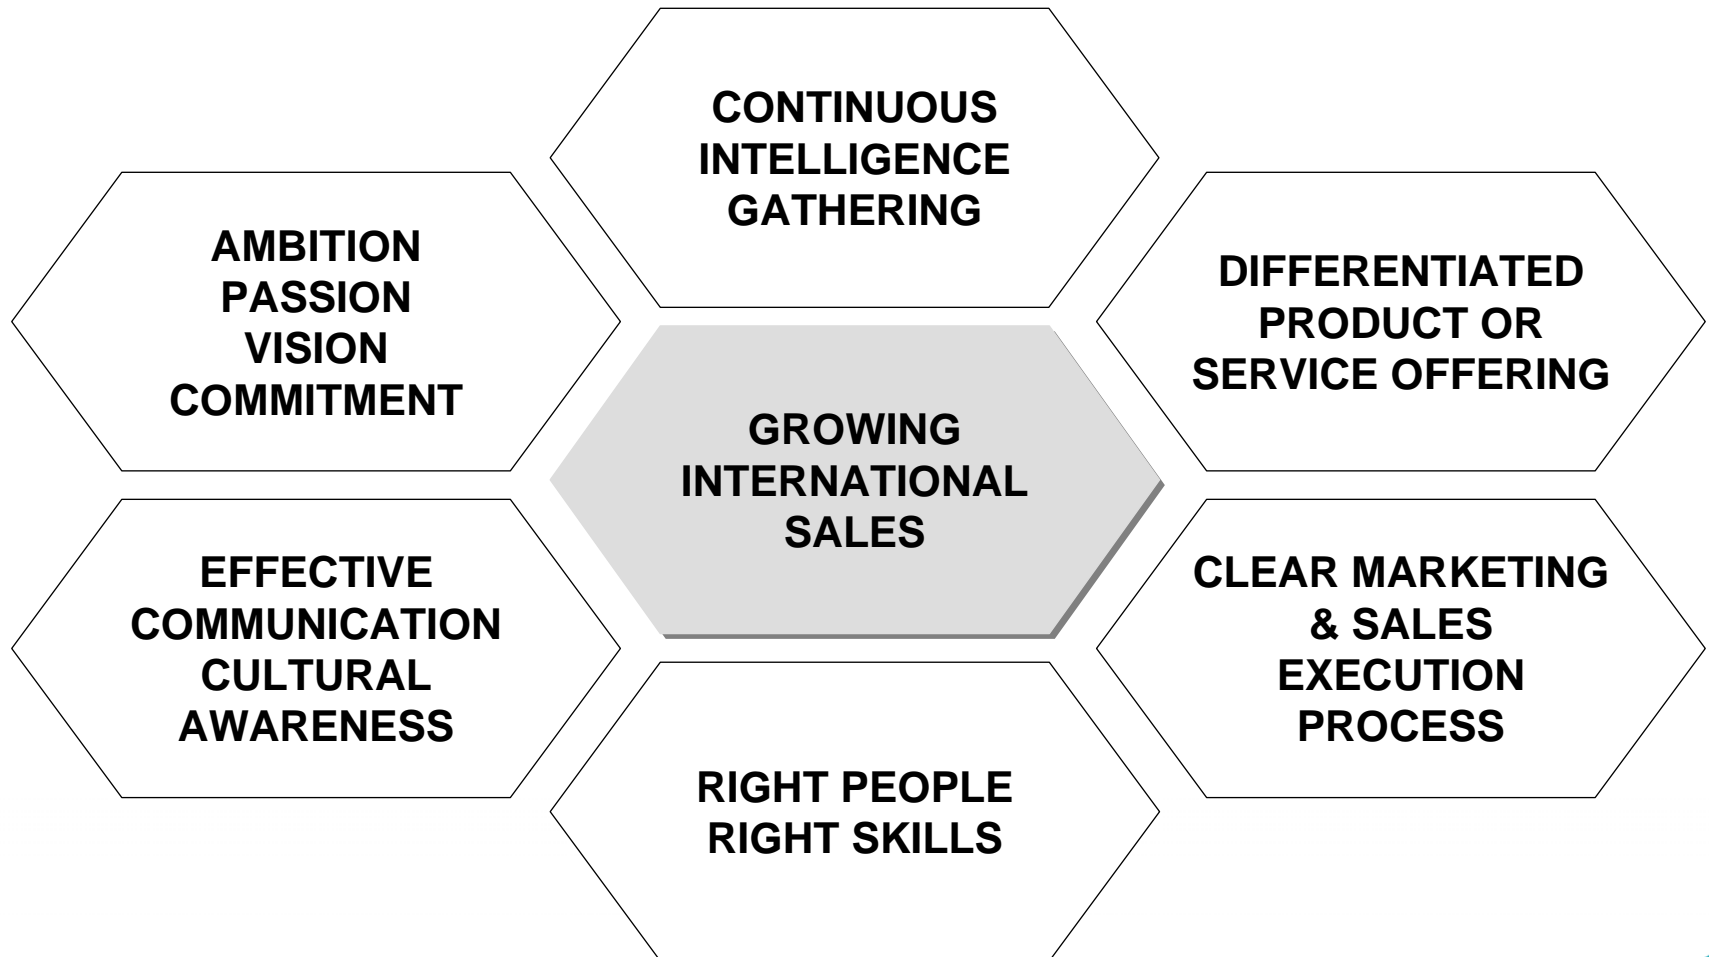 CONTINUOUS
INTELLIGENCE
GATHERING
AMBITION
PASSION
VISION
COMMITMENT
DIFFERENTIATED
PRODUCT OR
SERVICE OFFERING
GROWING
INTERNATIONAL
SALES
EFFECTIVE
COMMUNICATION
CULTURAL
AWARENESS
CLEAR MARKETING
& SALES
EXECUTION
PROCESS
RIGHT PEOPLE
RIGHT SKILLS